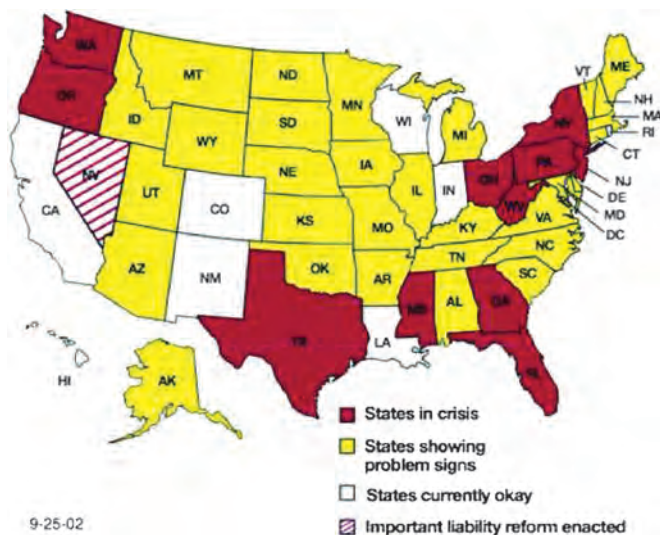 WA
MT
ND
MN
VT
ME
OR
ID
WY
SD
WI
MI
NY
NH
MA
RI
CT
NV
UT
NE
IA
IL
IN
OH
PA
NJ
DE
MD
DC
CA
CO
KS
MO
KY
WV
VA
NC
TN
SC
AZ
NM
OK
AR
MS
AL
GA
TX
LA
FL
HI
AK
States in crisis
States showing
problem signs
States currently okay
Important liability reform enacted
9-25-02